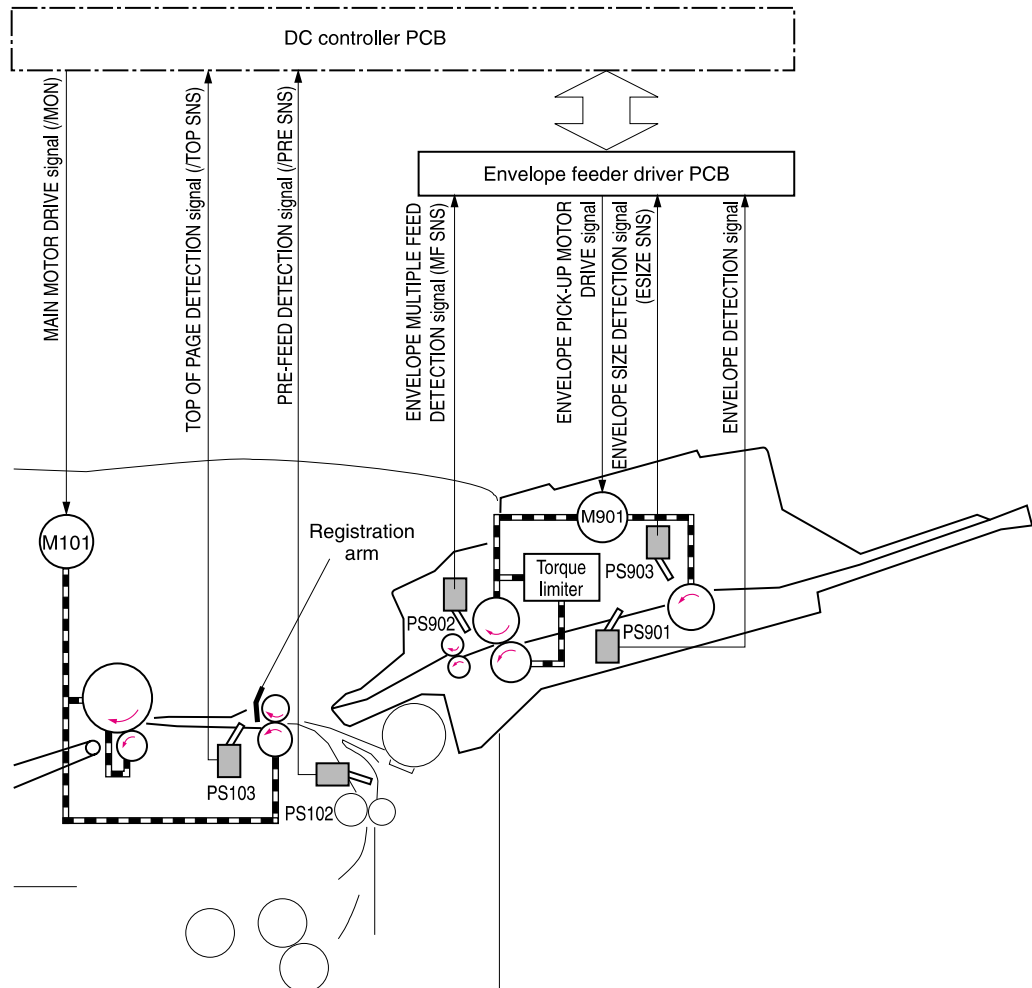 DC controller PCB
MAIN MOTOR DRIVE signal (/MON)
TOP OF PAGE DETECTION signal (/TOP SNS)
PRE-FEED DETECTION signal (/PRE SNS)
Envelope feeder driver PCB
ENVELOPE MULTIPLE FEED
DETECTION signal (MF SNS)
ENVELOPE PICK-UP MOTOR
DRIVE signal
ENVELOPE SIZE DETECTION signal
(ESIZE SNS)
ENVELOPE DETECTION signal
M101
Registration
arm
M901
Torque
limiter
PS903
PS902
PS901
PS103
PS102